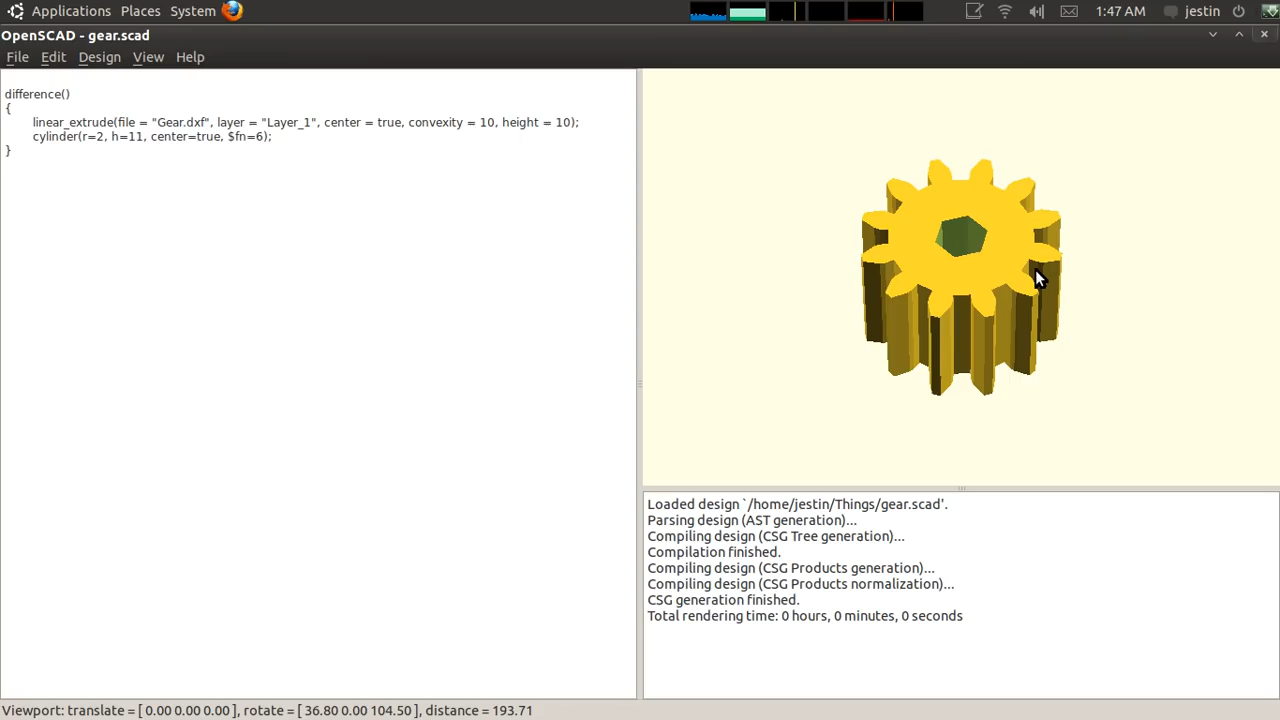 Applications Places System 1:47 AM jestin
OpenSCAD - gear.scad
File Edit Design View Help
difference()
{
linear_extrude(file = "Gear.dxf", layer = "Layer_1", center = true, convexity = 10, height = 10);
cylinder(r=2, h=11, center=true, $fn=6);
}
Loaded design `/home/jestin/Things/gear.scad'.
Parsing design (AST generation)...
Compiling design (CSG Tree generation)...
Compilation finished.
Compiling design (CSG Products generation)...
Compiling design (CSG Products normalization)...
CSG generation finished.
Total rendering time: 0 hours, 0 minutes, 0 seconds
Viewport: translate = [ 0.00 0.00 0.00 ], rotate = [ 36.80 0.00 104.50 ], distance = 193.71